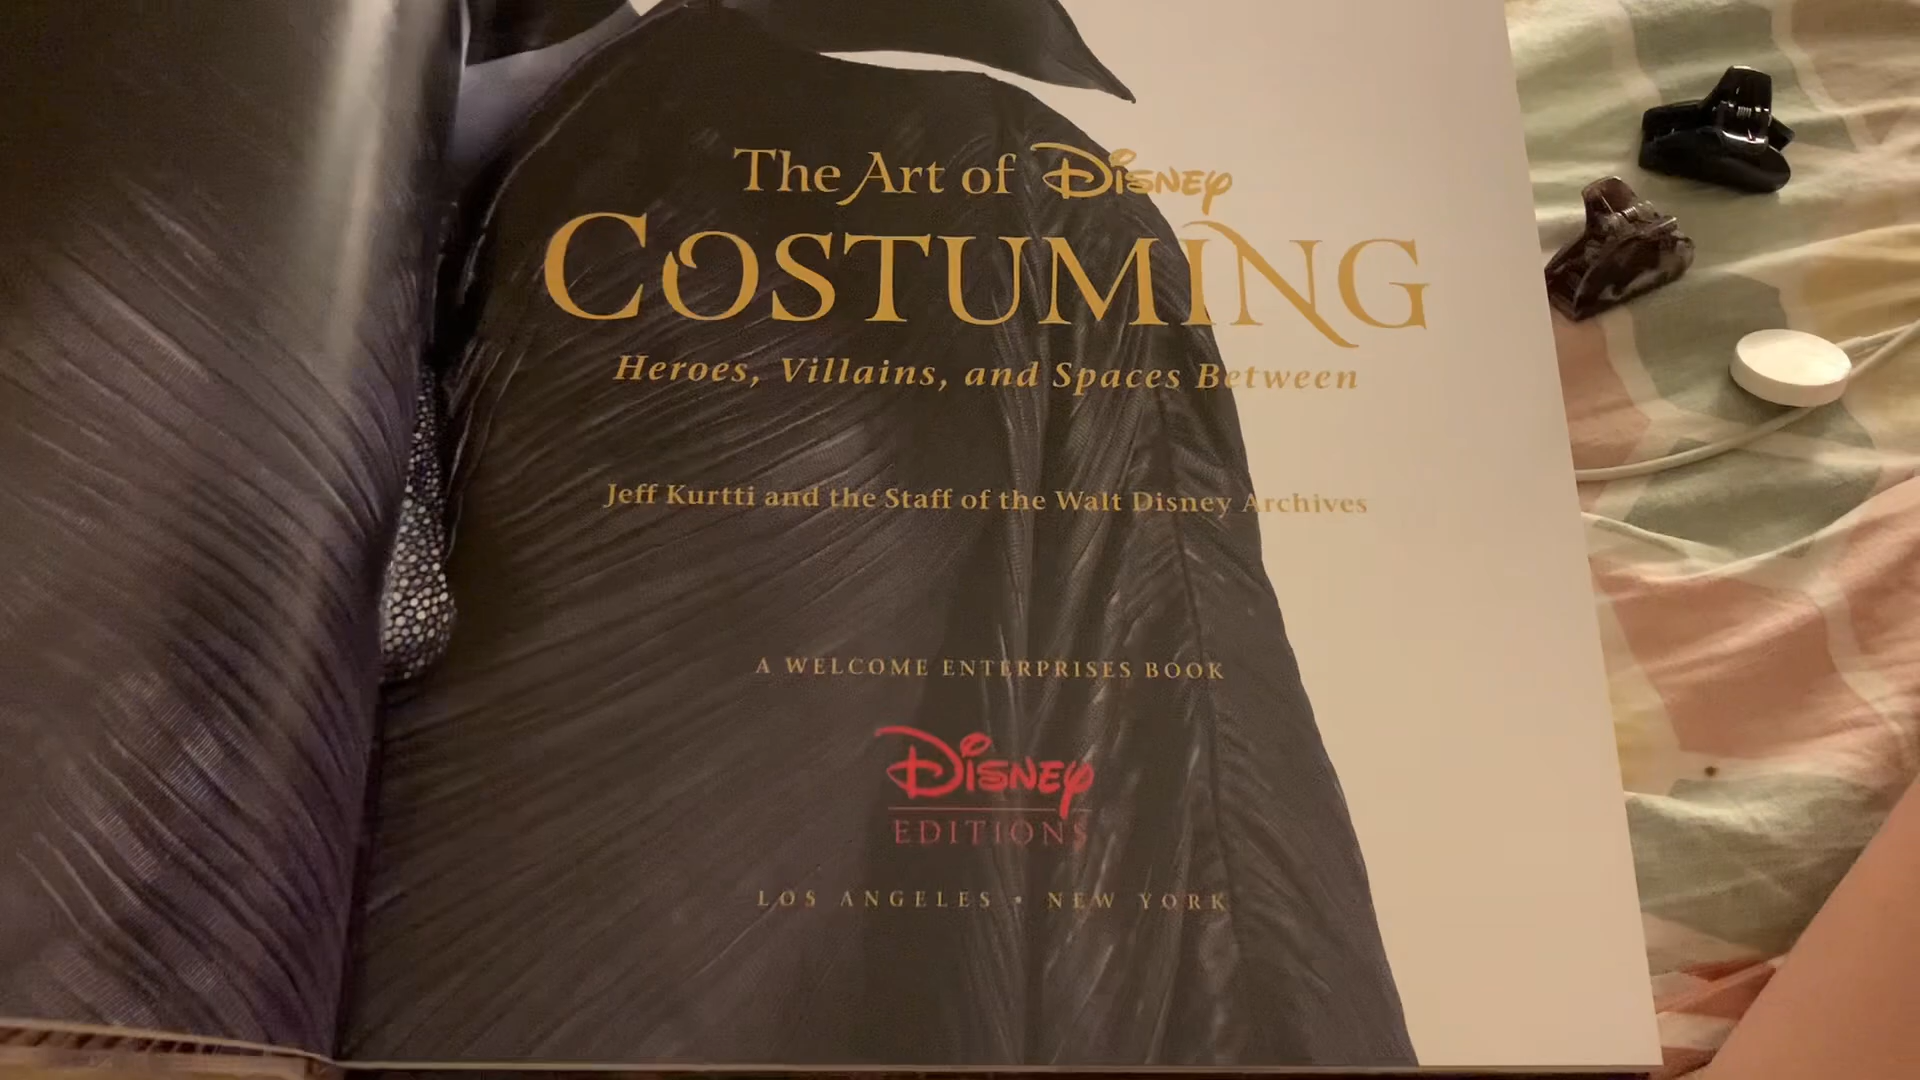 The Art of Disney
COSTUMING
Heroes, Villains, and Spaces Between
Jeff Kurtti and the Staff of the Walt Disney Archives
A WELCOME ENTERPRISES BOOK
Disney
EDITIONS
LOS ANGELES • NEW YORK